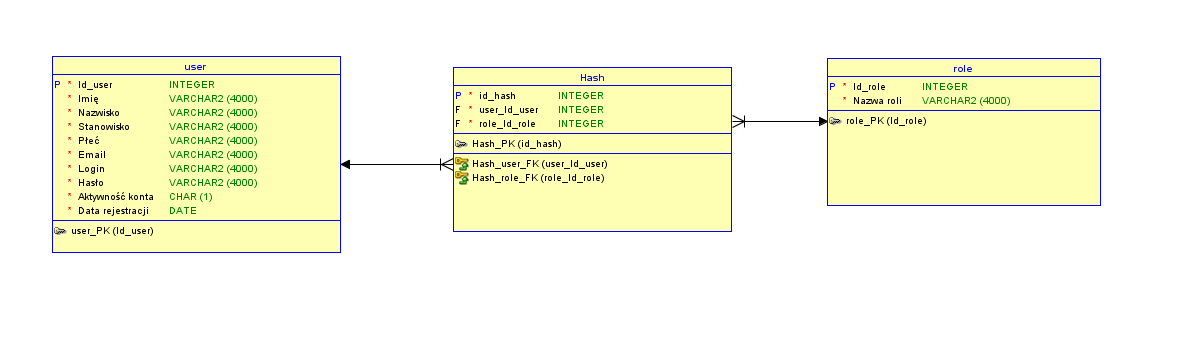 user
P * Id_user INTEGER
* Imię VARCHAR2 (4000)
* Nazwisko VARCHAR2 (4000)
* Stanowisko VARCHAR2 (4000)
* Płeć VARCHAR2 (4000)
* Email VARCHAR2 (4000)
* Login VARCHAR2 (4000)
* Hasło VARCHAR2 (4000)
* Aktywność konta CHAR (1)
* Data rejestracji DATE
user_PK (Id_user)
Hash
P * id_hash INTEGER
F * user_Id_user INTEGER
F * role_Id_role INTEGER
Hash_PK (id_hash)
Hash_user_FK (user_Id_user)
Hash_role_FK (role_Id_role)
role
P * Id_role INTEGER
* Nazwa roli VARCHAR2 (4000)
role_PK (Id_role)